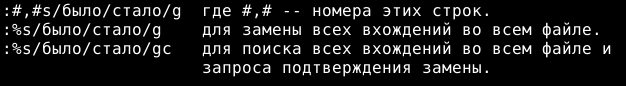 :#,#s/было/стало/g  где #,# -- номера этих строк.
:%s/было/стало/g    для замены всех вхождений во всем файле.
:%s/было/стало/gc   для поиска всех вхождений во всем файле и
                    запроса подтверждения замены.